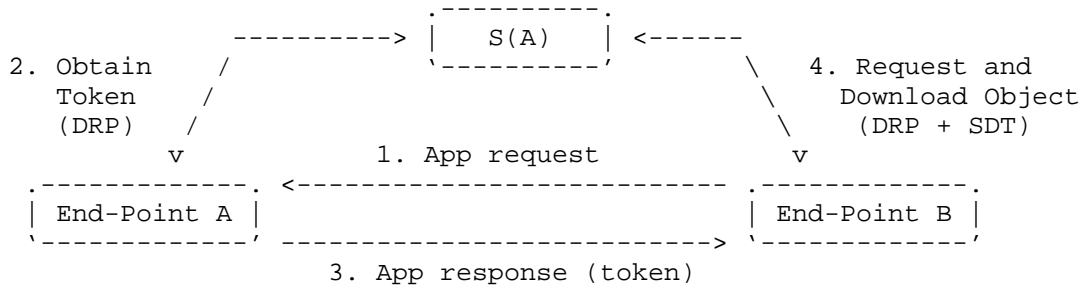 S(A)
2. Obtain
Token
(DRP)
4. Request and
Download Object
(DRP + SDT)
1. App request
End-Point A
End-Point B
3. App response (token)